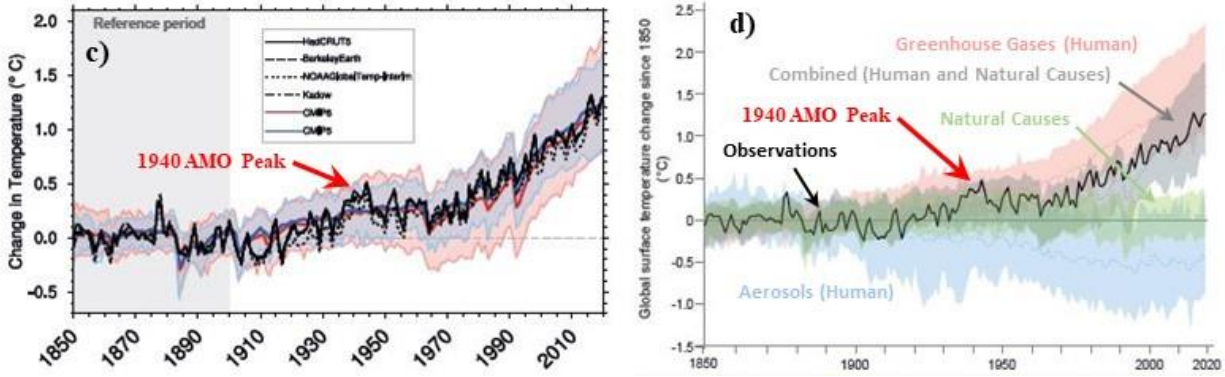 c)
Change in Temperature (° C)
2.0
1.5
1.0
0.5
0.0
−0.5
Reference period
HadCRUT5
BerkeleyEarth
NOAAGlobalTemp-Interim
Kadow
CMIP6
CMIP5
1940 AMO Peak
1850
1870
1890
1910
1930
1950
1970
1990
2010
d)
Global surface temperature change since 1850
(°C)
2.5
2.0
1.5
1.0
0.5
0
-0.5
-1.0
-1.5
Greenhouse Gases (Human)
Combined (Human and Natural Causes)
1940 AMO Peak
Natural Causes
Observations
Aerosols (Human)
1850
1900
1950
2000
2020